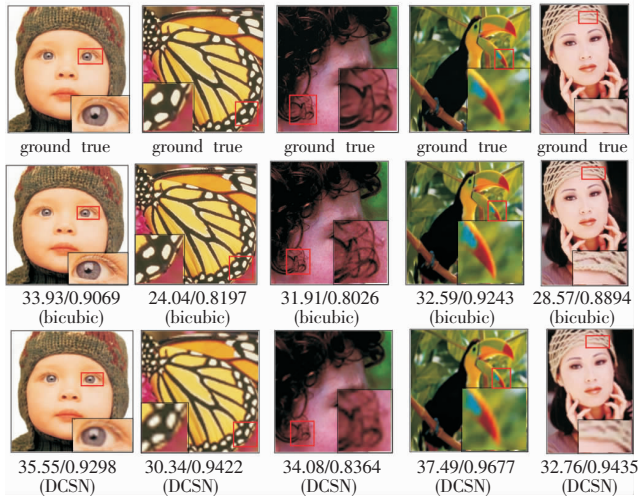 ground true ground true ground true ground true ground true
33.93/0.9069 24.04/0.8197 31.91/0.8026 32.59/0.9243 28.57/0.8894
(bicubic) (bicubic) (bicubic) (bicubic) (bicubic)
35.55/0.9298 30.34/0.9422 34.08/0.8364 37.49/0.9677 32.76/0.9435
(DCSN) (DCSN) (DCSN) (DCSN) (DCSN)